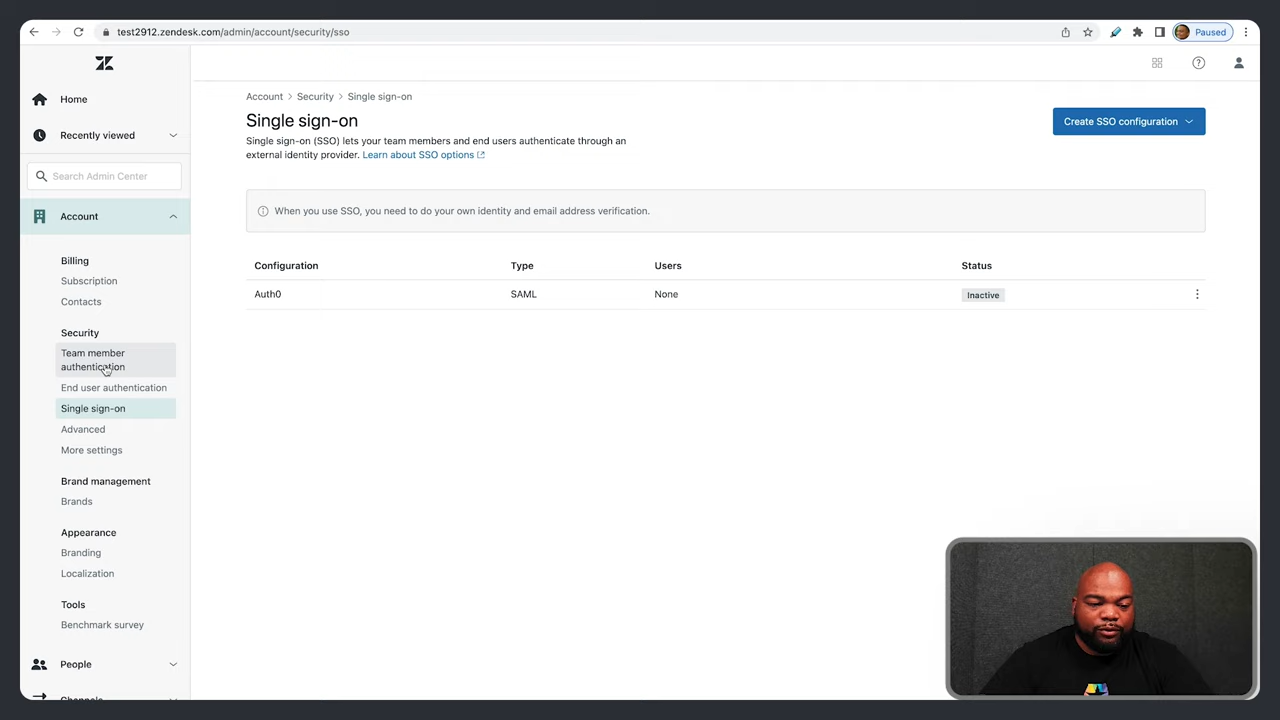 test2912.zendesk.com/admin/account/security/sso
Paused
Home
Recently viewed
Search Admin Center
Account
Billing
Subscription
Contacts
Security
Team member
authentication
End user authentication
Single sign-on
Advanced
More settings
Brand management
Brands
Appearance
Branding
Localization
Tools
Benchmark survey
People
Channels
Account > Security > Single sign-on
Single sign-on
Single sign-on (SSO) lets your team members and end users authenticate through an
external identity provider. Learn about SSO options
Create SSO configuration
When you use SSO, you need to do your own identity and email address verification.
Configuration Type Users Status
Auth0 SAML None Inactive